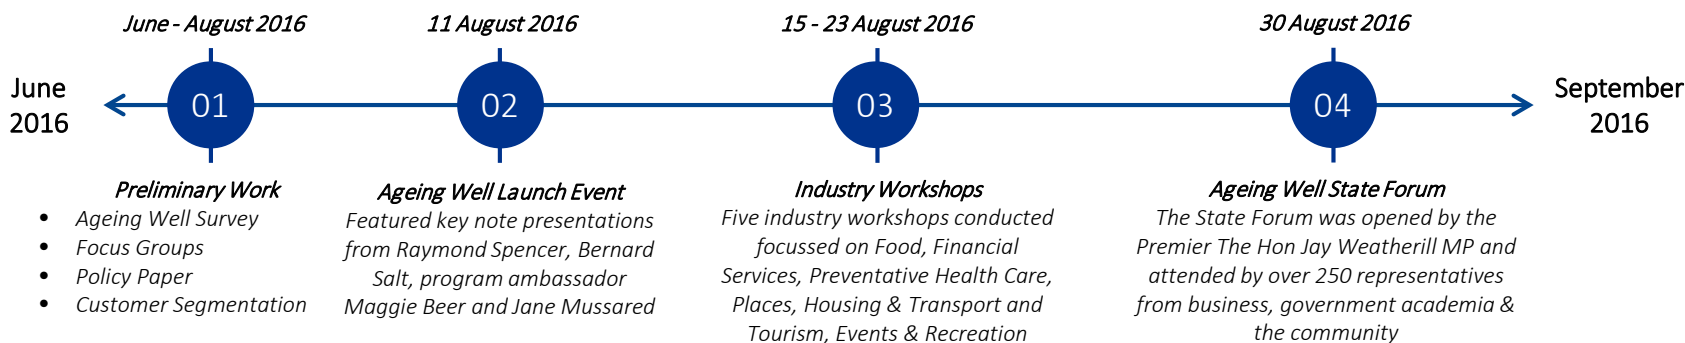 June
2016
June - August 2016
01
Preliminary Work
• Ageing Well Survey
• Focus Groups
• Policy Paper
• Customer Segmentation
11 August 2016
02
Ageing Well Launch Event
Featured key note presentations
from Raymond Spencer, Bernard
Salt, program ambassador
Maggie Beer and Jane Mussared
15 - 23 August 2016
03
Industry Workshops
Five industry workshops conducted
focussed on Food, Financial
Services, Preventative Health Care,
Places, Housing & Transport and
Tourism, Events & Recreation
30 August 2016
04
Ageing Well State Forum
The State Forum was opened by the
Premier The Hon Jay Weatherill MP and
attended by over 250 representatives
from business, government academia &
the community
September
2016